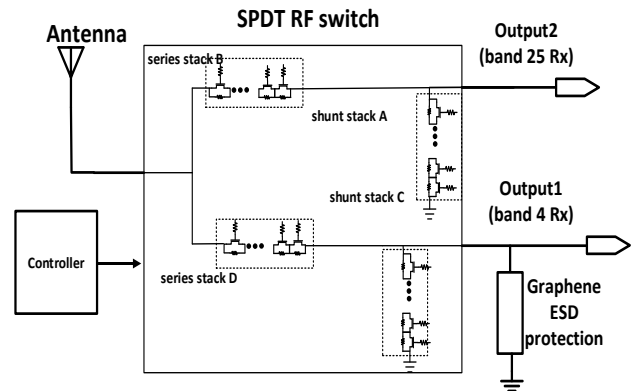 SPDT RF switch
Antenna
Output2
(band 25 Rx)
series stack B
shunt stack A
shunt stack C
Output1
(band 4 Rx)
Controller
series stack D
Graphene
ESD
protection